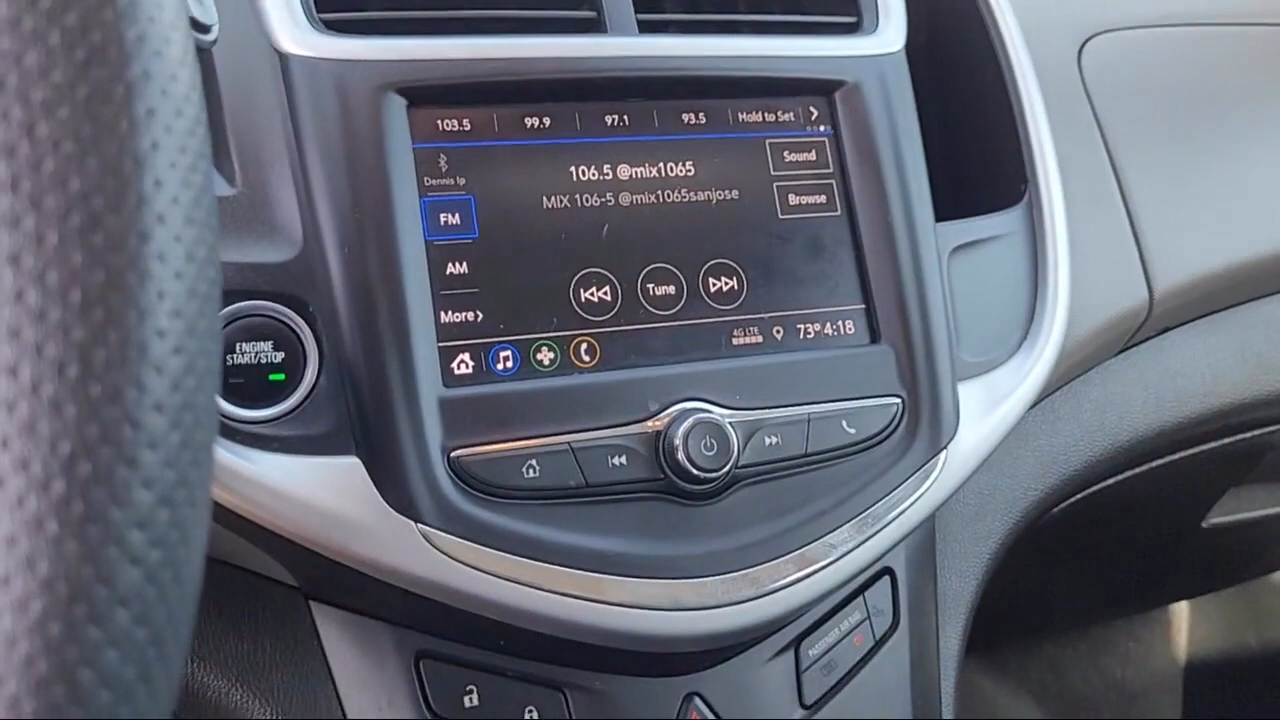 103.5 99.9 97.1 93.5 Hold to Set
Dennis Ip
106.5 @mix1065
MIX 106-5 @mix1065sanjose
Sound
Browse
FM
AM
More
Tune
4G LTE
73° 4:18
ENGINE
START/STOP
PASSENGER AIR BAG